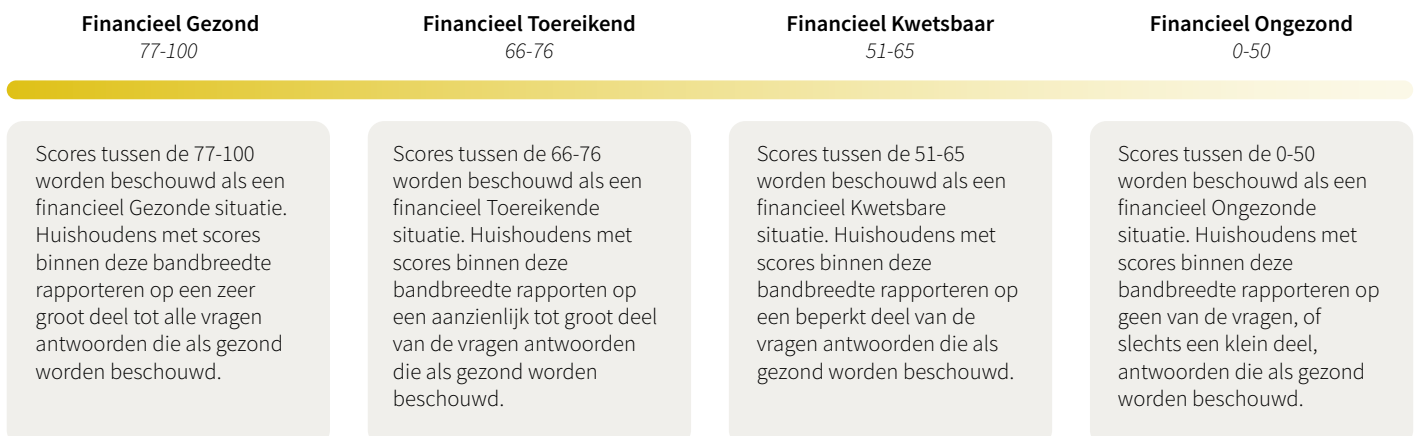 Financieel Gezond
77-100
Financieel Toereikend
66-76
Financieel Kwetsbaar
51-65
Financieel Ongezond
0-50
Scores tussen de 77-100
worden beschouwd als een
financieel Gezonde situatie.
Huishoudens met scores
binnen deze bandbreedte
rapporteren op een zeer
groot deel tot alle vragen
antwoorden die als gezond
worden beschouwd.
Scores tussen de 66-76
worden beschouwd als een
financieel Toereikende
situatie. Huishoudens met
scores binnen deze
bandbreedte rapporten op
een aanzienlijk tot groot deel
van de vragen antwoorden
die als gezond worden
beschouwd.
Scores tussen de 51-65
worden beschouwd als een
financieel Kwetsbare
situatie. Huishoudens met
scores binnen deze
bandbreedte rapporteren op
een beperkt deel van de
vragen antwoorden die als
gezond worden beschouwd.
Scores tussen de 0-50
worden beschouwd als een
financieel Ongezonde
situatie. Huishoudens met
scores binnen deze
bandbreedte rapporteren op
geen van de vragen, of
slechts een klein deel,
antwoorden die als gezond
worden beschouwd.